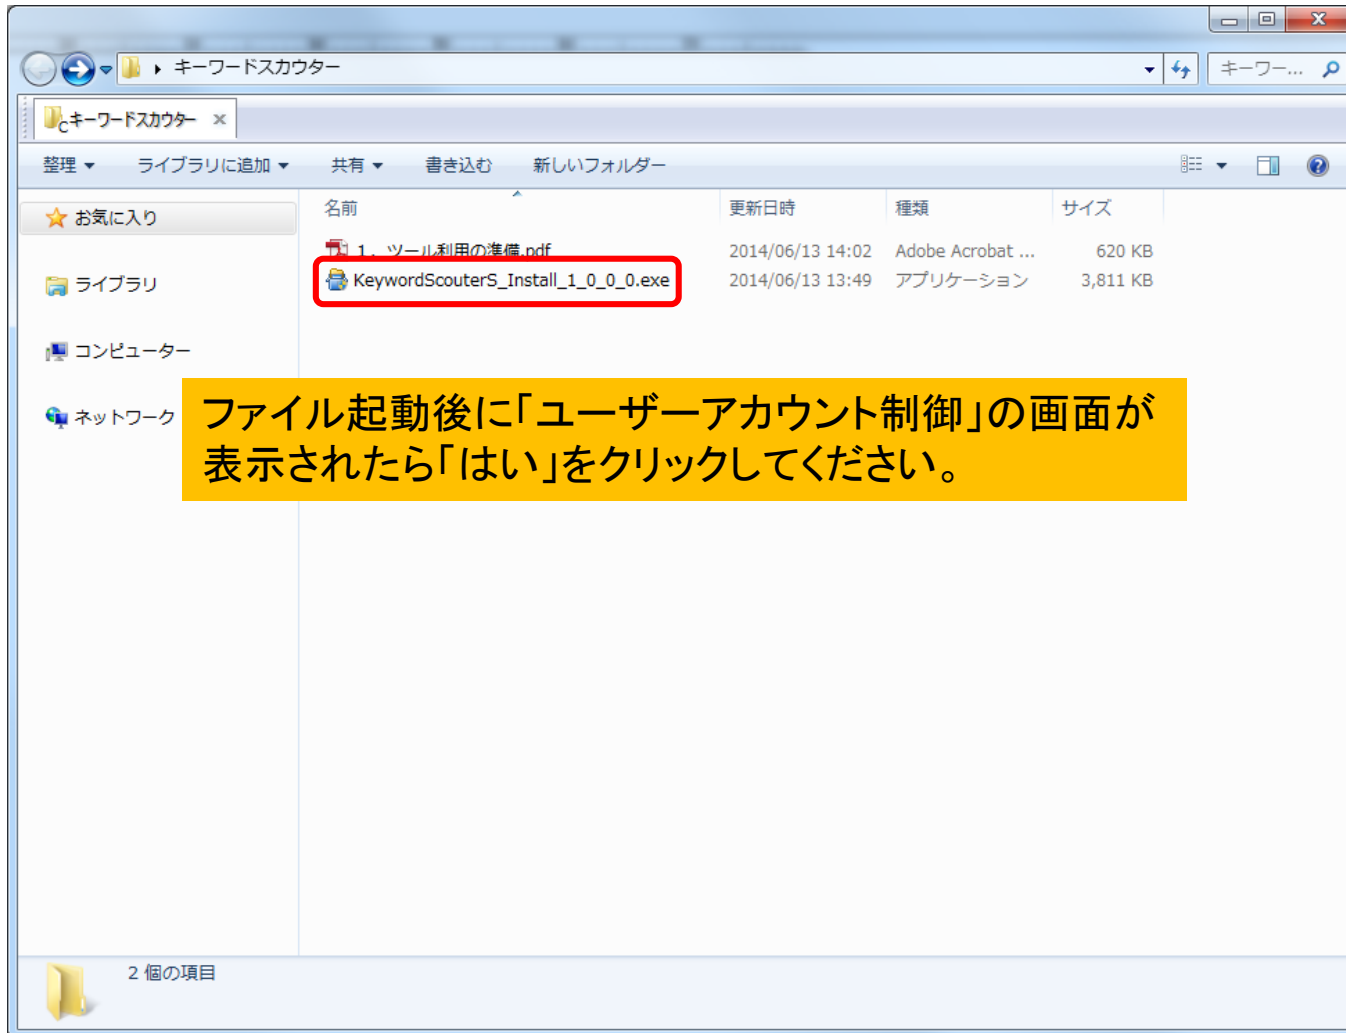 キーワードスカウター
キーワー...
キーワードスカウター
整理 ライブラリに追加 共有 書き込む 新しいフォルダー
お気に入り
ライブラリ
コンピューター
ネットワーク
名前 更新日時 種類 サイズ
1．ツール利用の準備.pdf 2014/06/13 14:02 Adobe Acrobat ... 620 KB
KeywordScouterS_Install_1_0_0_0.exe 2014/06/13 13:49 アプリケーション 3,811 KB
ファイル起動後に「ユーザーアカウント制御」の画面が
表示されたら「はい」をクリックしてください。
2 個の項目